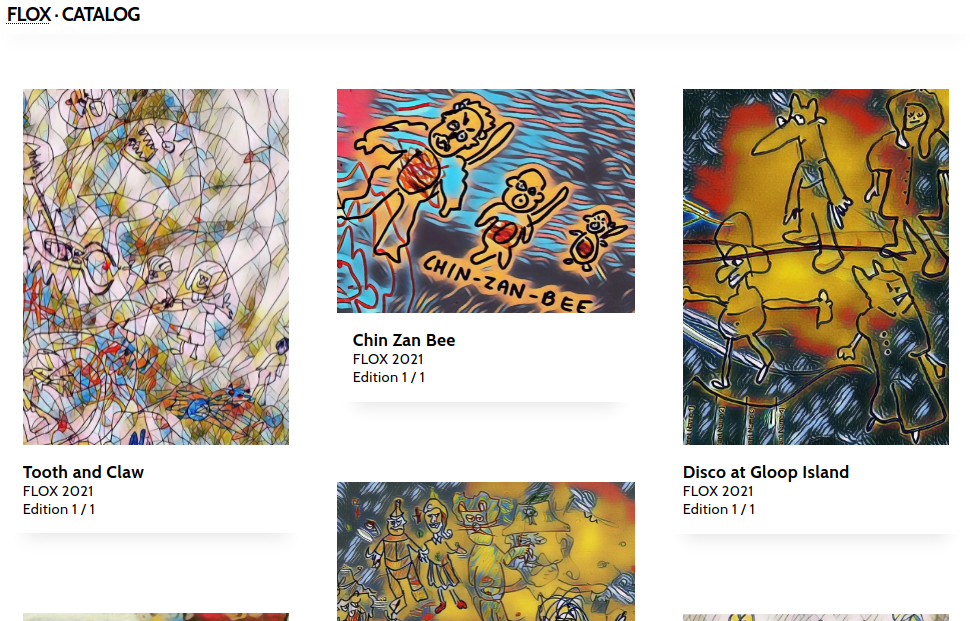 FLOX · CATALOG
CHIN-ZAN-BEE
Chin Zan Bee
FLOX 2021
Edition 1 / 1
Tooth and Claw
FLOX 2021
Edition 1 / 1
Disco at Gloop Island
FLOX 2021
Edition 1 / 1